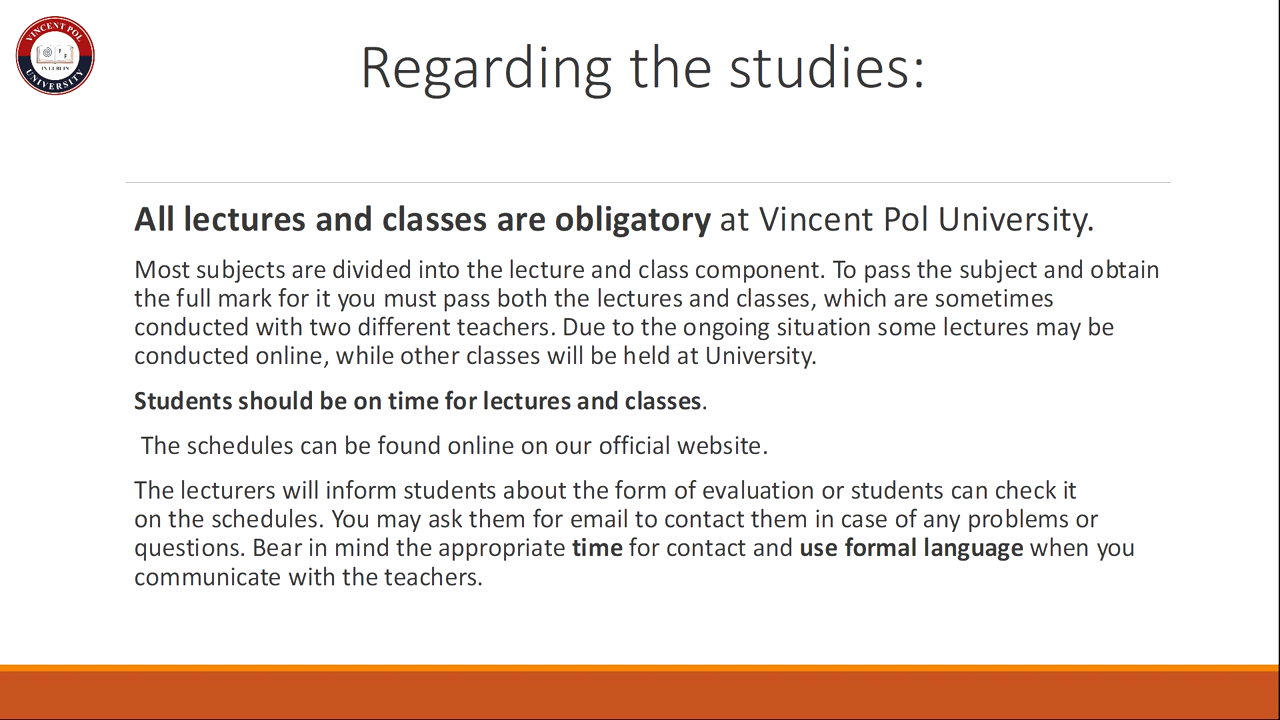 VINCENT POL
IN LUBLIN
UNIVERSITY
Regarding the studies:
All lectures and classes are obligatory at Vincent Pol University.
Most subjects are divided into the lecture and class component. To pass the subject and obtain
the full mark for it you must pass both the lectures and classes, which are sometimes
conducted with two different teachers. Due to the ongoing situation some lectures may be
conducted online, while other classes will be held at University.
Students should be on time for lectures and classes.
The schedules can be found online on our official website.
The lecturers will inform students about the form of evaluation or students can check it
on the schedules. You may ask them for email to contact them in case of any problems or
questions. Bear in mind the appropriate time for contact and use formal language when you
communicate with the teachers.